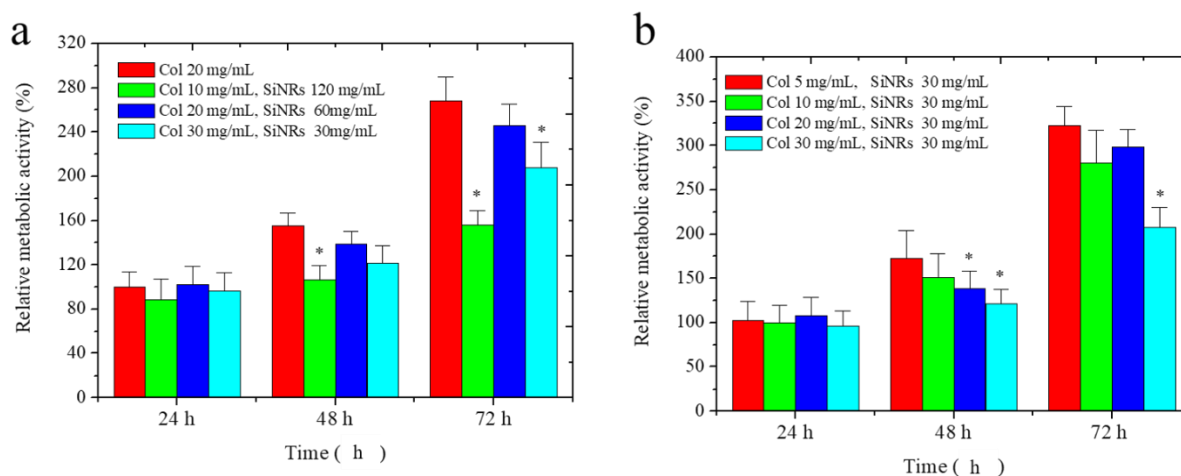 a
Relative metabolic activity (%)
320
280
240
200
160
120
80
40
0
Col 20 mg/mL
Col 10 mg/mL, SiNRs 120 mg/mL
Col 20 mg/mL, SiNRs 60mg/mL
Col 30 mg/mL, SiNRs 30mg/mL
*
*
*
24 h
48 h
72 h
Time ( h )
b
Relative metabolic activity (%)
400
350
300
250
200
150
100
50
0
Col 5 mg/mL, SiNRs 30 mg/mL
Col 10 mg/mL, SiNRs 30 mg/mL
Col 20 mg/mL, SiNRs 30 mg/mL
Col 30 mg/mL, SiNRs 30 mg/mL
*
*
*
24 h
48 h
72 h
Time ( h )